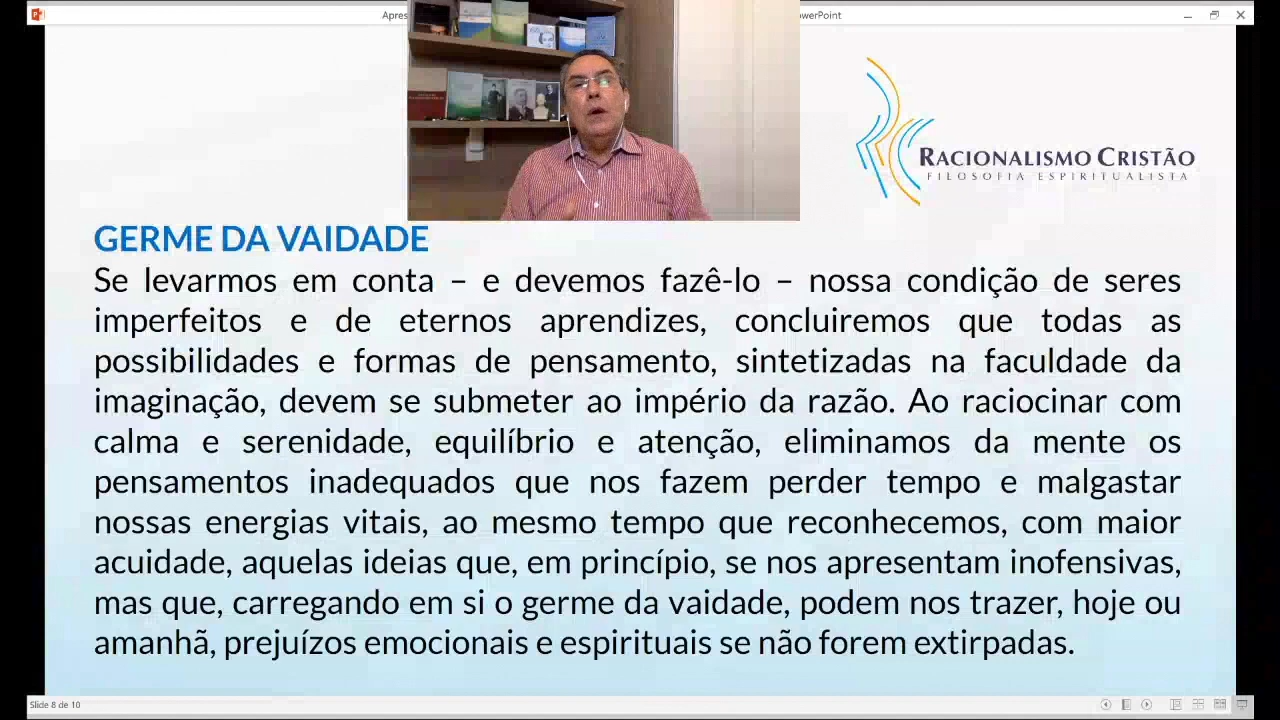 Apres
owerPoint
RACIONALISMO CRISTÃO
FILOSOFIA ESPIRITUALISTA
GERME DA VAIDADE
Se levarmos em conta – e devemos fazê-lo – nossa condição de seres
imperfeitos e de eternos aprendizes, concluiremos que todas as
possibilidades e formas de pensamento, sintetizadas na faculdade da
imaginação, devem se submeter ao império da razão. Ao raciocinar com
calma e serenidade, equilíbrio e atenção, eliminamos da mente os
pensamentos inadequados que nos fazem perder tempo e malgastar
nossas energias vitais, ao mesmo tempo que reconhecemos, com maior
acuidade, aquelas ideias que, em princípio, se nos apresentam inofensivas,
mas que, carregando em si o germe da vaidade, podem nos trazer, hoje ou
amanhã, prejuízos emocionais e espirituais se não forem extirpadas.
Slide 8 de 10